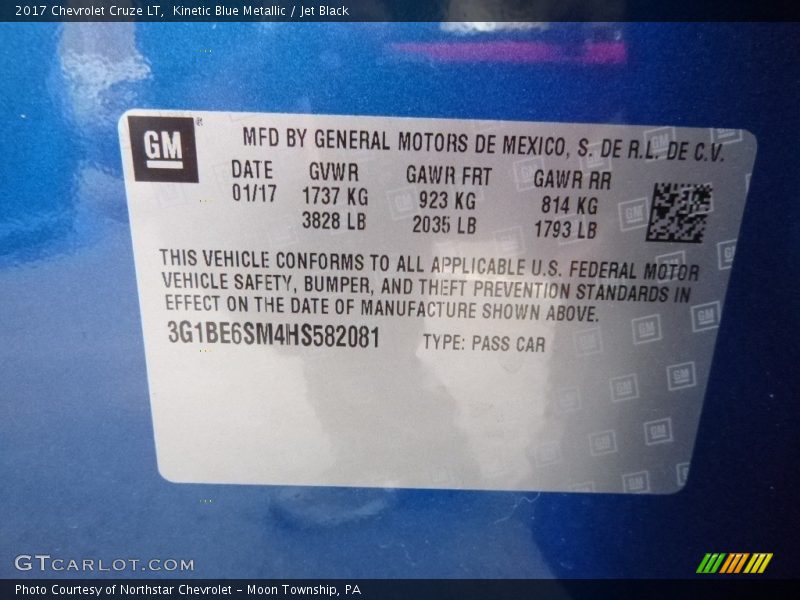 2017 Chevrolet Cruze LT, Kinetic Blue Metallic / Jet Black
GM®
MFD BY GENERAL MOTORS DE MEXICO, S. DE R.L. DE C.V.
DATE GVWR GAWR FRT GAWR RR
01/17 1737 KG 923 KG 814 KG
3828 LB 2035 LB 1793 LB
THIS VEHICLE CONFORMS TO ALL APPLICABLE U.S. FEDERAL MOTOR
VEHICLE SAFETY, BUMPER, AND THEFT PREVENTION STANDARDS IN
EFFECT ON THE DATE OF MANUFACTURE SHOWN ABOVE.
3G1BE6SM4HS582081 TYPE: PASS CAR
GTCARLOT.COM
Photo Courtesy of Northstar Chevrolet - Moon Township, PA